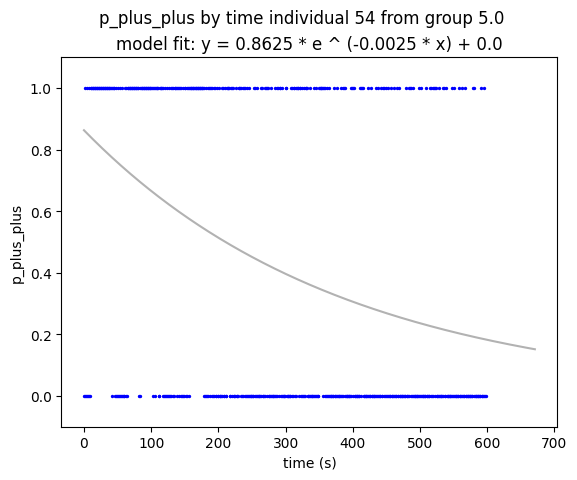 p_plus_plus by time individual 54 from group 5.0
model fit: y = 0.8625 * e ^ (-0.0025 * x) + 0.0
1.0
0.8
0.6
0.4
0.2
0.0
p_plus_plus
0 100 200 300 400 500 600 700
time (s)